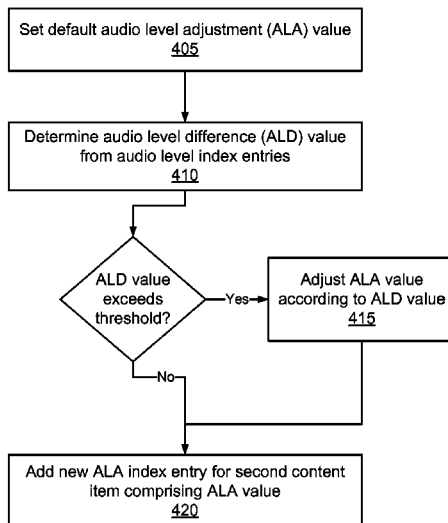 Set default audio level adjustment (ALA) value
405
Determine audio level difference (ALD) value
from audio level index entries
410
ALD value
exceeds
threshold?
Yes
Adjust ALA value
according to ALD value
415
No
Add new ALA index entry for second content
item comprising ALA value
420